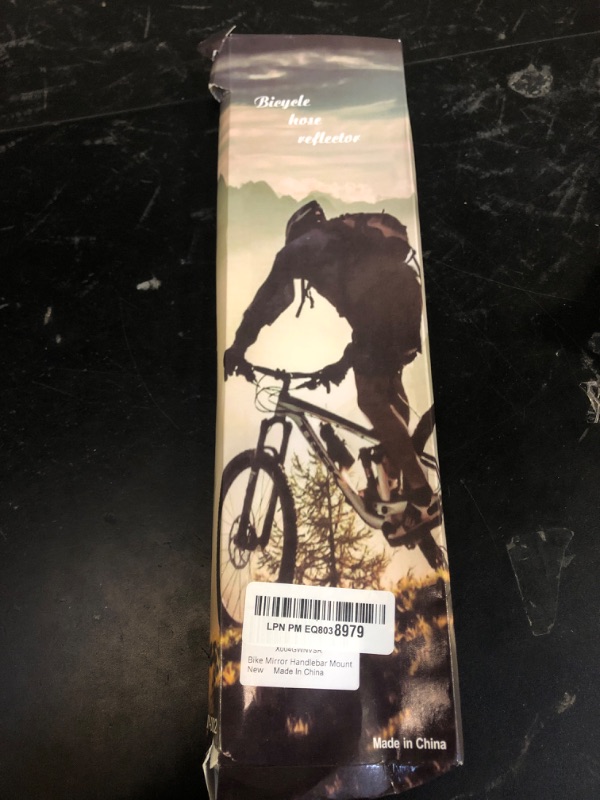 Bicycle
hose
reflector
LPN PM EQ8038979
Bike Mirror Handlebar Mount
New Made In China
Made in China